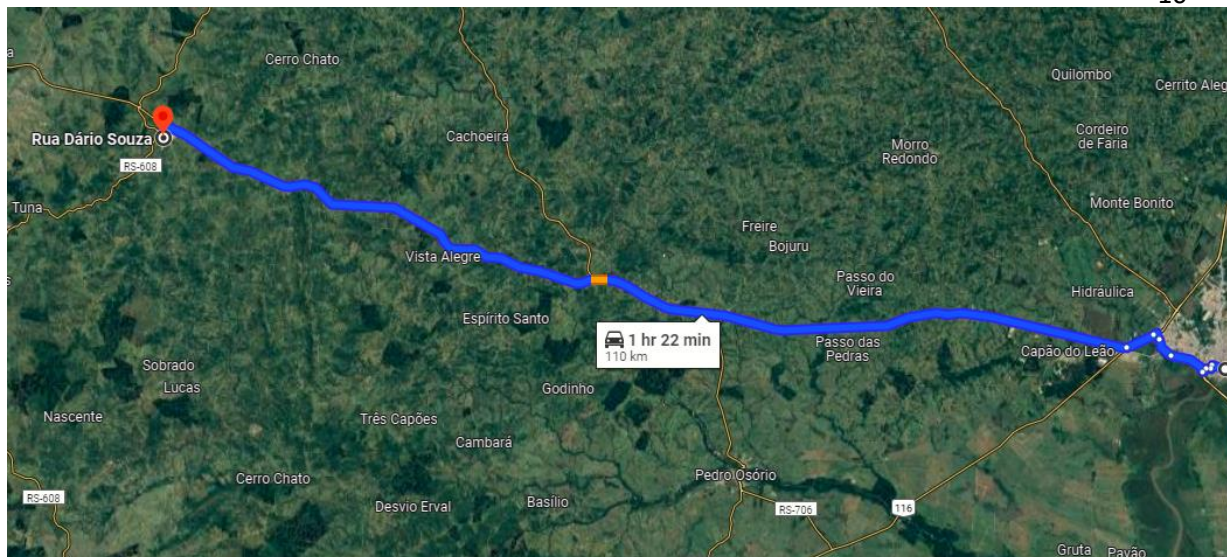 Cerro Chato
Quilombo
Cerrito Aleg
Rua Dário Souza
Cachoeira
Cordeiro
de Faria
RS-608
Morro
Redondo
Tuna
Monte Bonito
Freire
Bojuru
Vista Alegre
Passo do
Vieira
Hidráulica
Espírito Santo
1 hr 22 min
110 km
Passo das
Pedras
Capão do Leão
Sobrado
Lucas
Godinho
Nascente
Três Capões
Cambará
Cerro Chato
Pedro Osório
RS-608
Desvio Erval
Basílio
RS-706
116
Gruta
Pavão